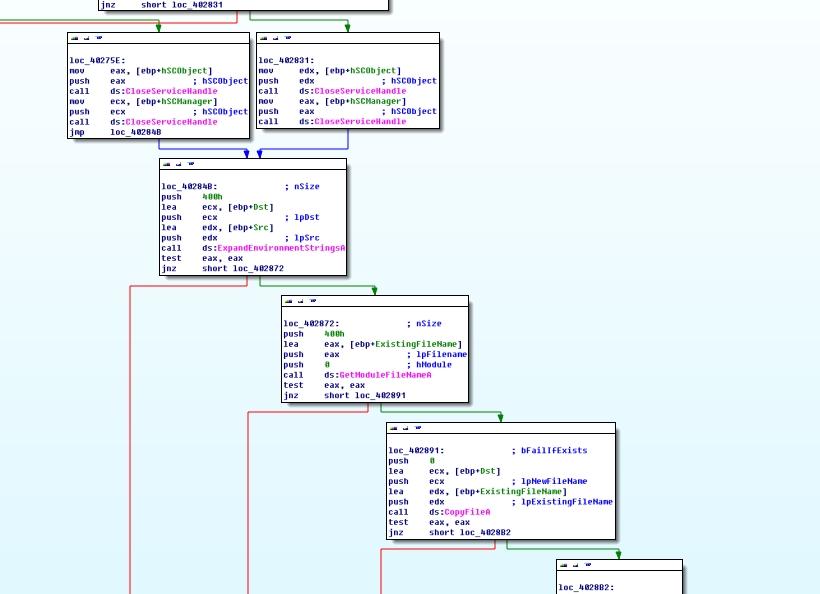 jnz     short loc_402831
loc_40275E:
mov     eax, [ebp+hSCObject]
push    eax             ; hSCObject
call    ds:CloseServiceHandle
mov     ecx, [ebp+hSCManager]
push    ecx             ; hSCObject
call    ds:CloseServiceHandle
jmp     loc_40284B
loc_402831:
mov     edx, [ebp+hSCObject]
push    edx             ; hSCObject
call    ds:CloseServiceHandle
mov     eax, [ebp+hSCManager]
push    eax             ; hSCObject
call    ds:CloseServiceHandle
loc_40284B:             ; nSize
push    400h
lea     ecx, [ebp+Dst]
push    ecx             ; lpDst
lea     edx, [ebp+Src]
push    edx             ; lpSrc
call    ds:ExpandEnvironmentStringsA
test    eax, eax
jnz     short loc_402872
loc_402872:             ; nSize
push    400h
lea     eax, [ebp+ExistingFileName]
push    eax             ; lpFilename
push    0               ; hModule
call    ds:GetModuleFileNameA
test    eax, eax
jnz     short loc_402891
loc_402891:             ; bFailIfExists
push    0
lea     ecx, [ebp+Dst]
push    ecx             ; lpNewFileName
lea     edx, [ebp+ExistingFileName]
push    edx             ; lpExistingFileName
call    ds:CopyFileA
test    eax, eax
jnz     short loc_4028B2
loc_4028B2: